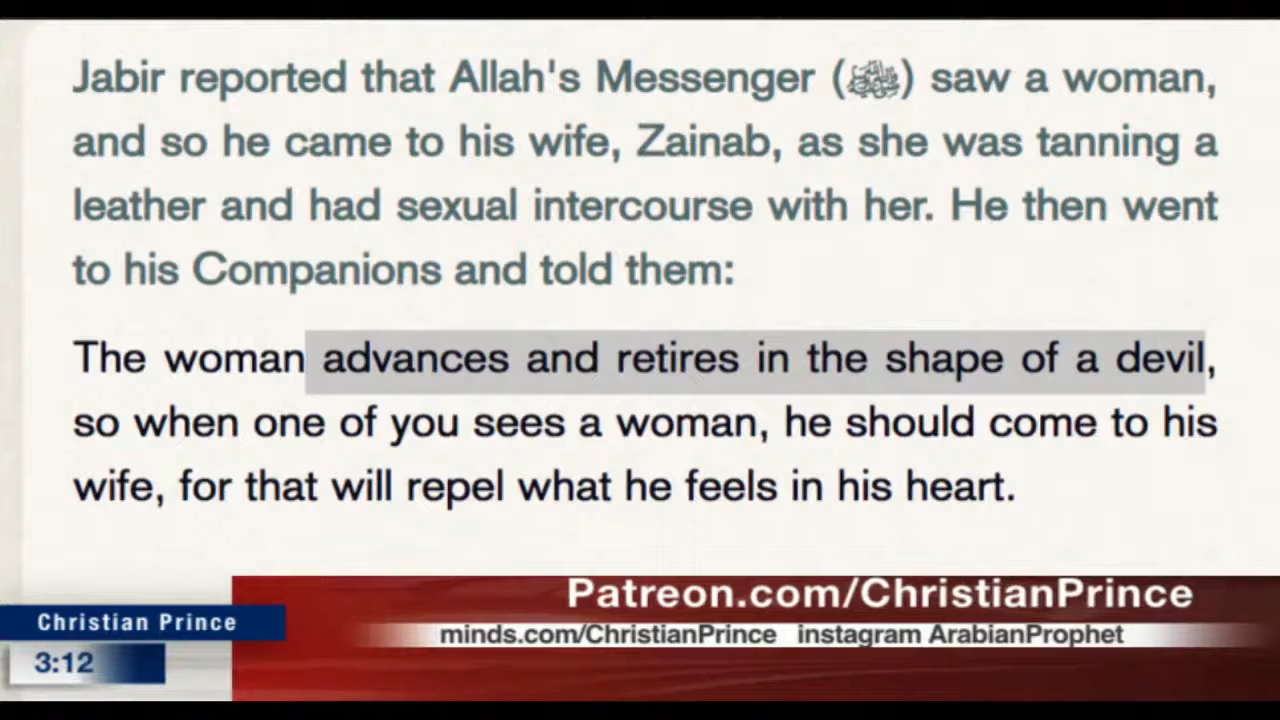 Jabir reported that Allah's Messenger (ﷺ) saw a woman,
and so he came to his wife, Zainab, as she was tanning a
leather and had sexual intercourse with her. He then went
to his Companions and told them:
The woman advances and retires in the shape of a devil,
so when one of you sees a woman, he should come to his
wife, for that will repel what he feels in his heart.
Patreon.com/ChristianPrince
Christian Prince
minds.com/ChristianPrince instagram ArabianProphet
3:12